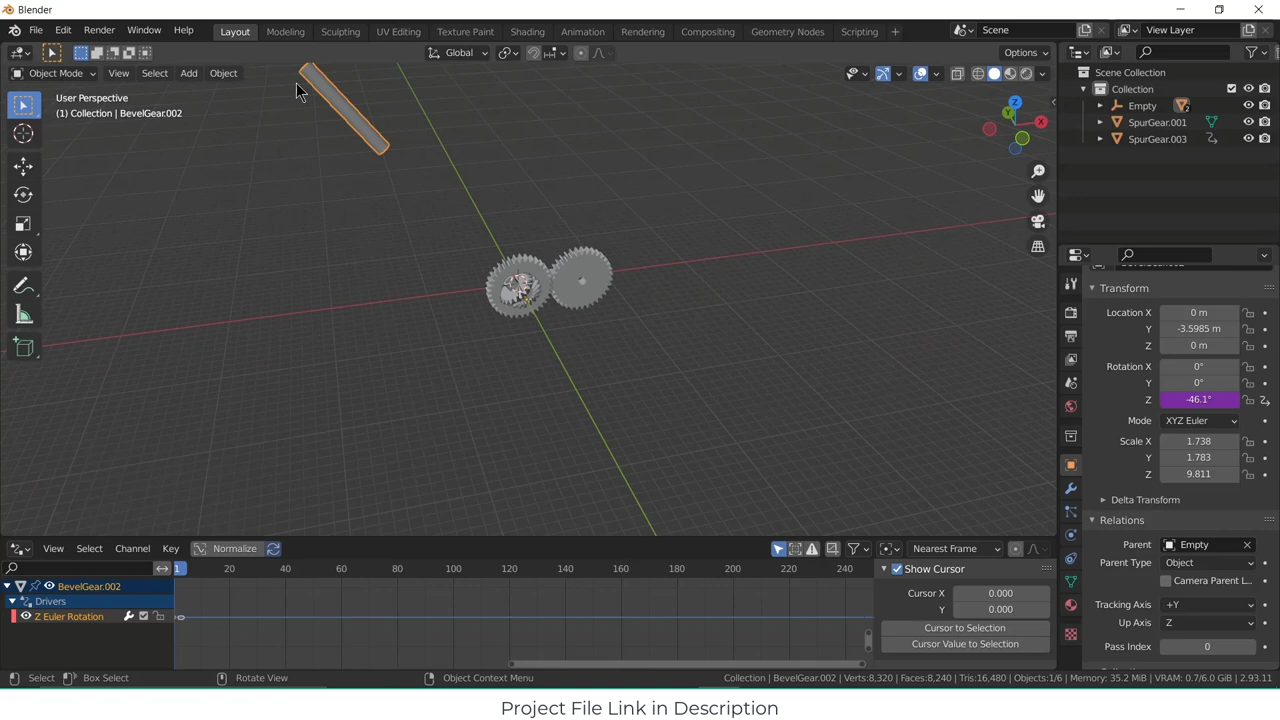 Blender
File Edit Render Window Help Layout Modeling Sculpting UV Editing Texture Paint Shading Animation Rendering Compositing Geometry Nodes Scripting + Scene View Layer
Global Options
Object Mode View Select Add Object
User Perspective
(1) Collection | BevelGear.002
Z
Y
X
Scene Collection
Collection
Empty 2
SpurGear.001
SpurGear.003
Transform
Location X 0 m
Y -3.5985 m
Z 0 m
Rotation X 0°
Y 0°
Z -46.1°
Mode XYZ Euler
Scale X 1.738
Y 1.783
Z 9.811
Delta Transform
Relations
Parent Empty
Parent Type Object
Camera Parent L...
Tracking Axis +Y
Up Axis Z
Pass Index 0
View Select Channel Key Normalize Nearest Frame
1 20 40 60 80 100 120 140 160 180 200 220 240
BevelGear.002
Drivers
Z Euler Rotation
Show Cursor
Cursor X 0.000
Y 0.000
Cursor to Selection
Cursor Value to Selection
Select Box Select Rotate View Object Context Menu Collection | BevelGear.002 | Verts:8,320 | Faces:8,240 | Tris:16,480 | Objects:1/6 | Memory: 35.2 MiB | VRAM: 0.7/6.0 GiB | 2.93.11
Project File Link in Description